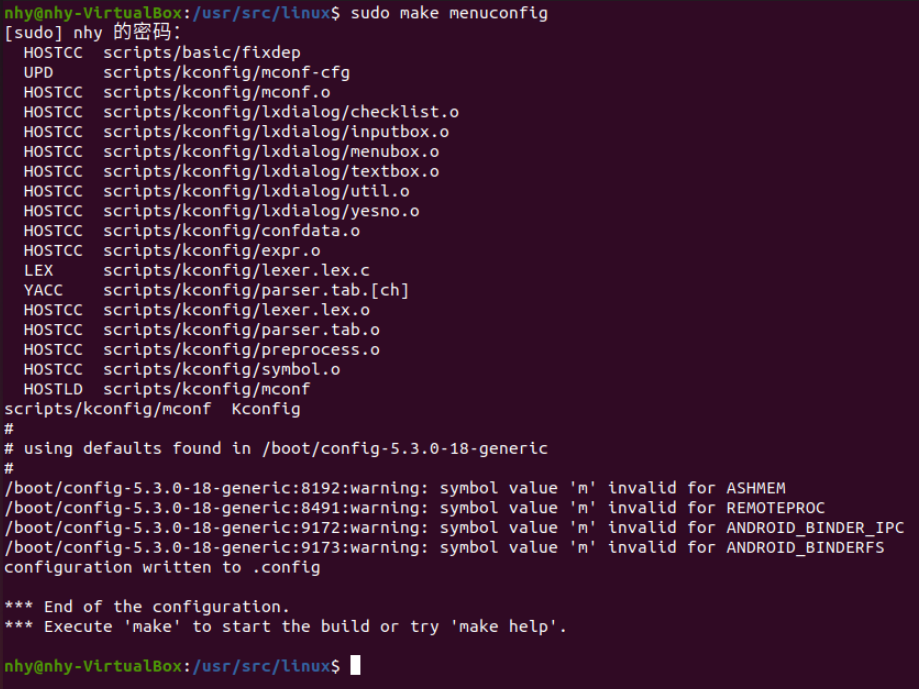 nhy@nhy-VirtualBox:/usr/src/linux$ sudo make menuconfig
[sudo] nhy 的密码：
  HOSTCC  scripts/basic/fixdep
  UPD     scripts/kconfig/mconf-cfg
  HOSTCC  scripts/kconfig/mconf.o
  HOSTCC  scripts/kconfig/lxdialog/checklist.o
  HOSTCC  scripts/kconfig/lxdialog/inputbox.o
  HOSTCC  scripts/kconfig/lxdialog/menubox.o
  HOSTCC  scripts/kconfig/lxdialog/textbox.o
  HOSTCC  scripts/kconfig/lxdialog/util.o
  HOSTCC  scripts/kconfig/lxdialog/yesno.o
  HOSTCC  scripts/kconfig/confdata.o
  HOSTCC  scripts/kconfig/expr.o
  LEX     scripts/kconfig/lexer.lex.c
  YACC    scripts/kconfig/parser.tab.[ch]
  HOSTCC  scripts/kconfig/lexer.lex.o
  HOSTCC  scripts/kconfig/parser.tab.o
  HOSTCC  scripts/kconfig/preprocess.o
  HOSTCC  scripts/kconfig/symbol.o
  HOSTLD  scripts/kconfig/mconf
scripts/kconfig/mconf  Kconfig
#
# using defaults found in /boot/config-5.3.0-18-generic
#
/boot/config-5.3.0-18-generic:8192:warning: symbol value 'm' invalid for ASHMEM
/boot/config-5.3.0-18-generic:8491:warning: symbol value 'm' invalid for REMOTEPROC
/boot/config-5.3.0-18-generic:9172:warning: symbol value 'm' invalid for ANDROID_BINDER_IPC
/boot/config-5.3.0-18-generic:9173:warning: symbol value 'm' invalid for ANDROID_BINDERFS
configuration written to .config

*** End of the configuration.
*** Execute 'make' to start the build or try 'make help'.

nhy@nhy-VirtualBox:/usr/src/linux$